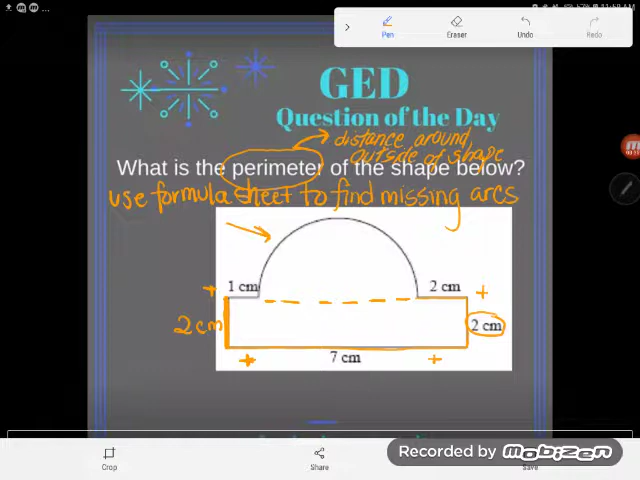 Pen
Eraser
Undo
Redo
GED
Question of the Day
distance around
outside of shape
What is the perimeter of the shape below?
use formula sheet to find missing arcs
+ 1 cm 2 cm +
2 cm 2 cm
+ 7 cm +
Recorded by Mobizen
Crop
Share
Save